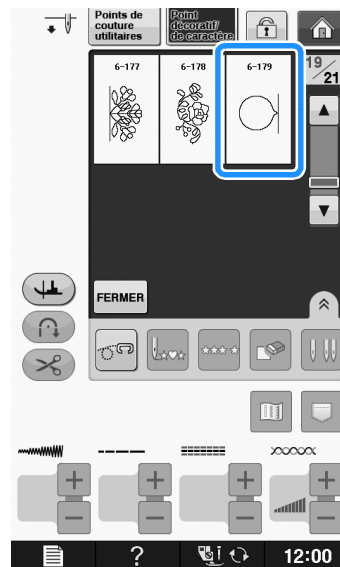 Points de
couture
utilitaires
Point
décoratif/
de caractère
6-177
6-178
6-179
19/21
FERMER
?
12:00